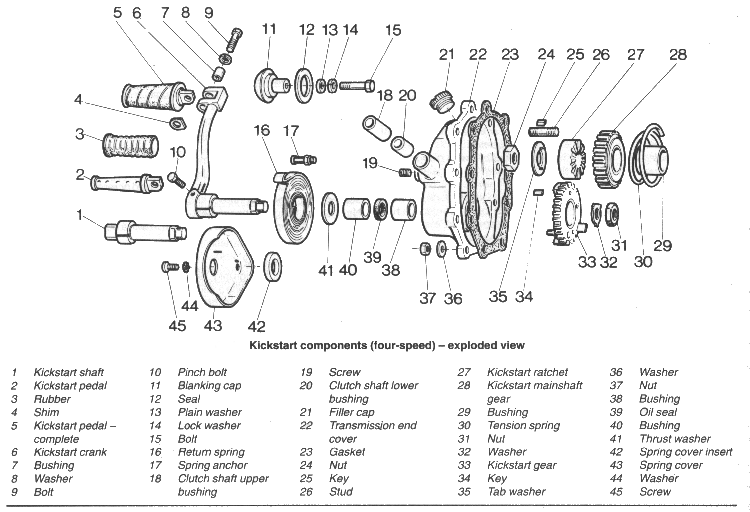 5 6 7 8 9 11 12 13 14 15 21 22 23 24 25 26 27 28
4
3
10
2
1
16 17 18 20
19
41 40 39 38
37 36 35 34 33 32 31 30 29
45 44 43 42
Kickstart components (four-speed) – exploded view
1 Kickstart shaft
2 Kickstart pedal
3 Rubber
4 Shim
5 Kickstart pedal –
complete
6 Kickstart crank
7 Bushing
8 Washer
9 Bolt
10 Pinch bolt
11 Blanking cap
12 Seal
13 Plain washer
14 Lock washer
15 Bolt
16 Return spring
17 Spring anchor
18 Clutch shaft upper
bushing
19 Screw
20 Clutch shaft lower
bushing
21 Filler cap
22 Transmission end
cover
23 Gasket
24 Nut
25 Key
26 Stud
27 Kickstart ratchet
28 Kickstart mainshaft
gear
29 Bushing
30 Tension spring
31 Nut
32 Washer
33 Kickstart gear
34 Key
35 Tab washer
36 Washer
37 Nut
38 Bushing
39 Oil seal
40 Bushing
41 Thrust washer
42 Spring cover insert
43 Spring cover
44 Washer
45 Screw